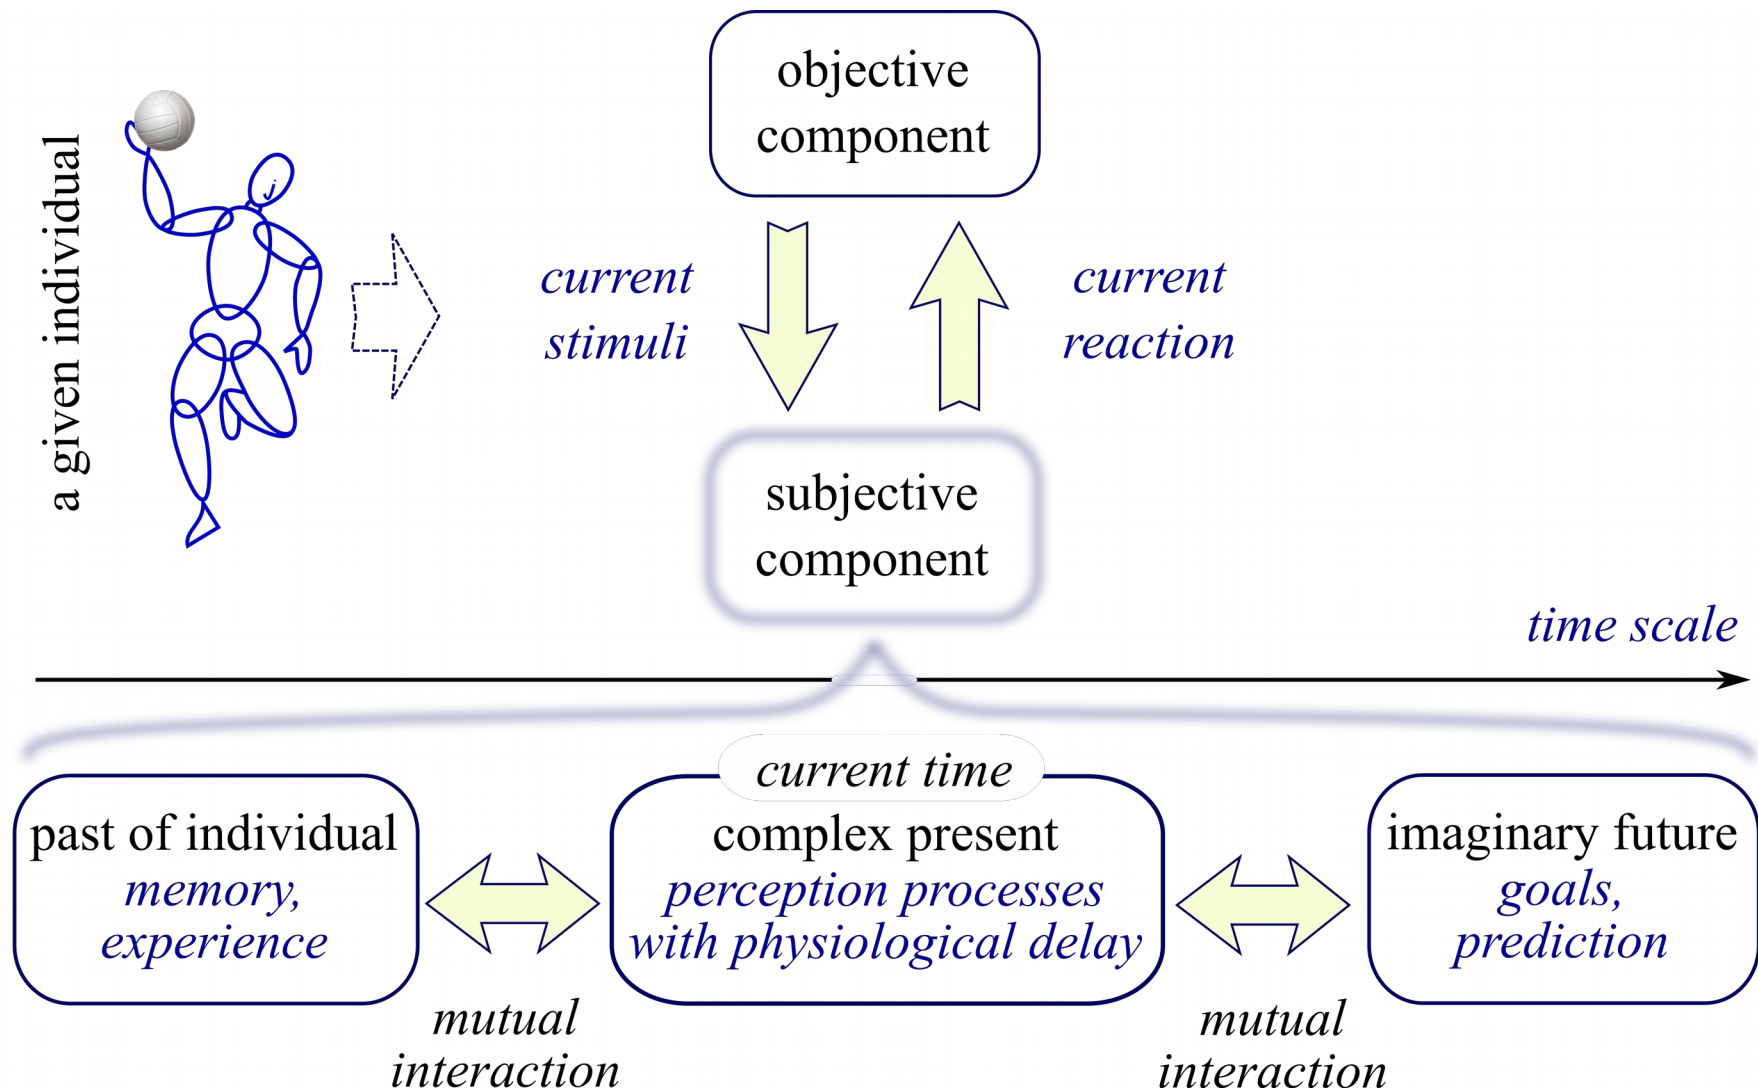 a given individual
objective
component
current
stimuli
current
reaction
subjective
component
time scale
current time
past of individual
memory,
experience
complex present
perception processes
with physiological delay
imaginary future
goals,
prediction
mutual
interaction
mutual
interaction